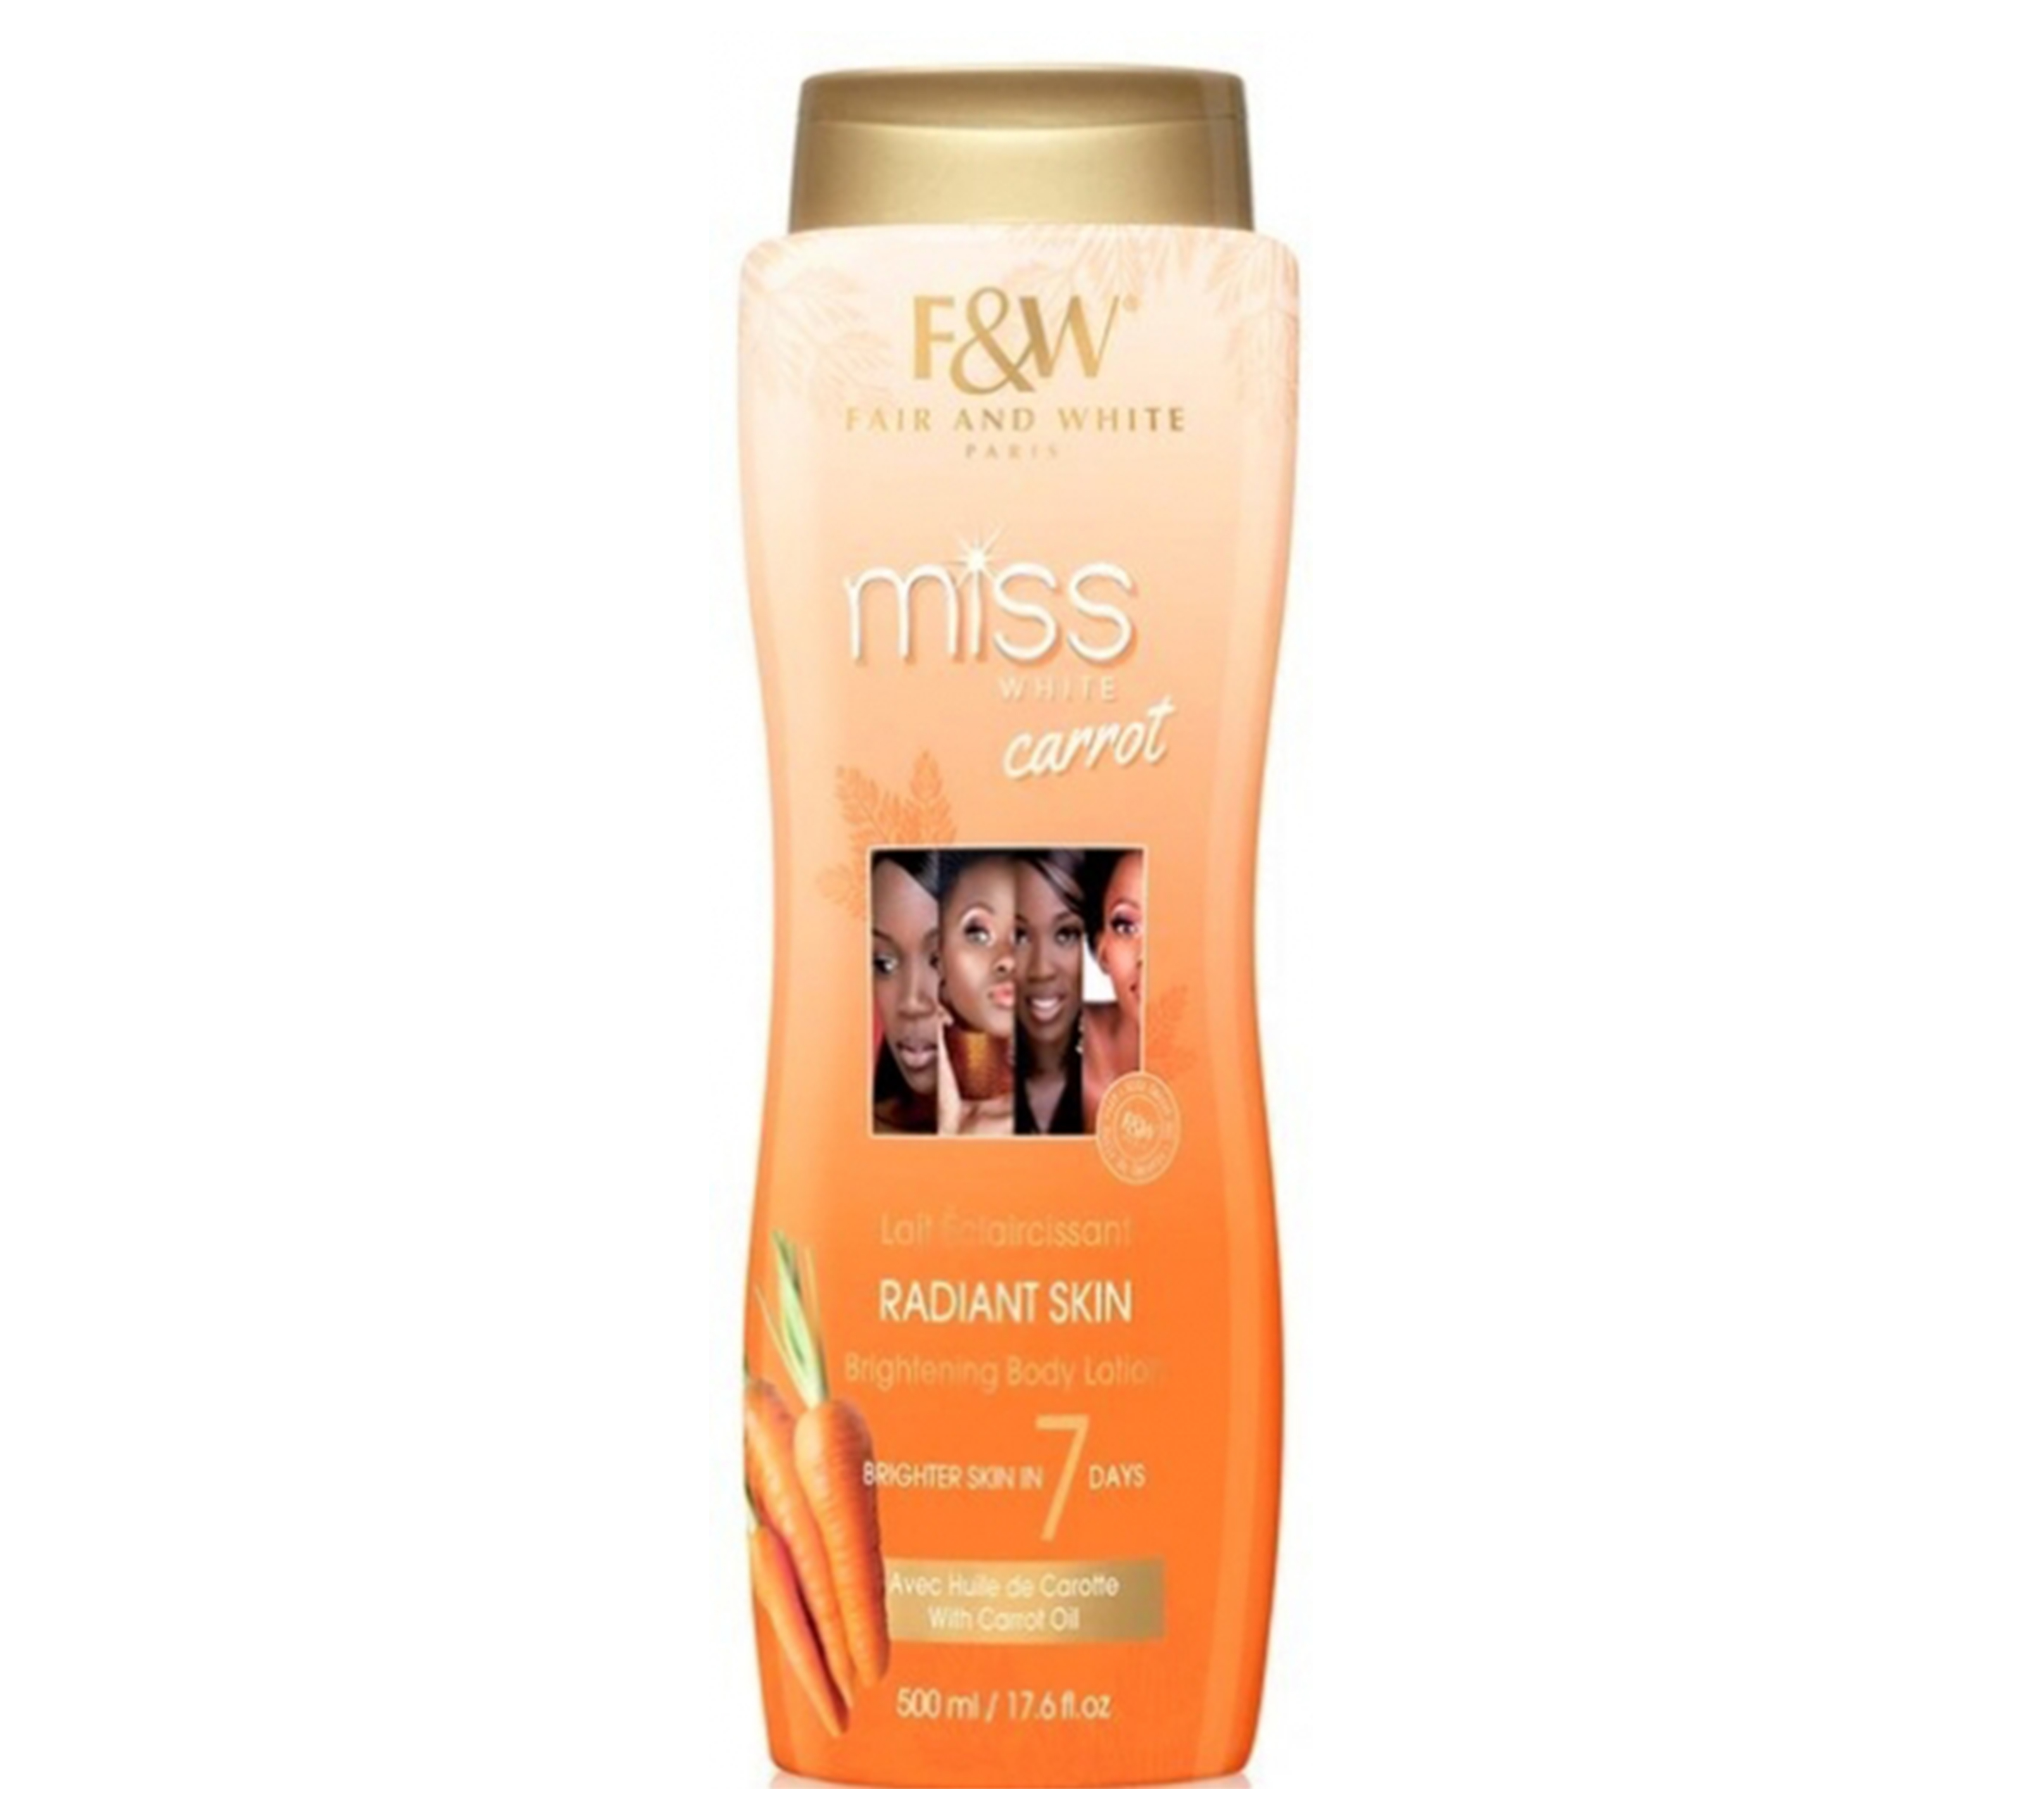 F&W®
FAIR AND WHITE
PARIS
miss
WHITE
carrot
F&W
Lait Éclaircissant
RADIANT SKIN
Brightening Body Lotion
BRIGHTER SKIN IN 7 DAYS
Avec Huile de Carotte
With Carrot Oil
500 ml / 17.6 fl.oz